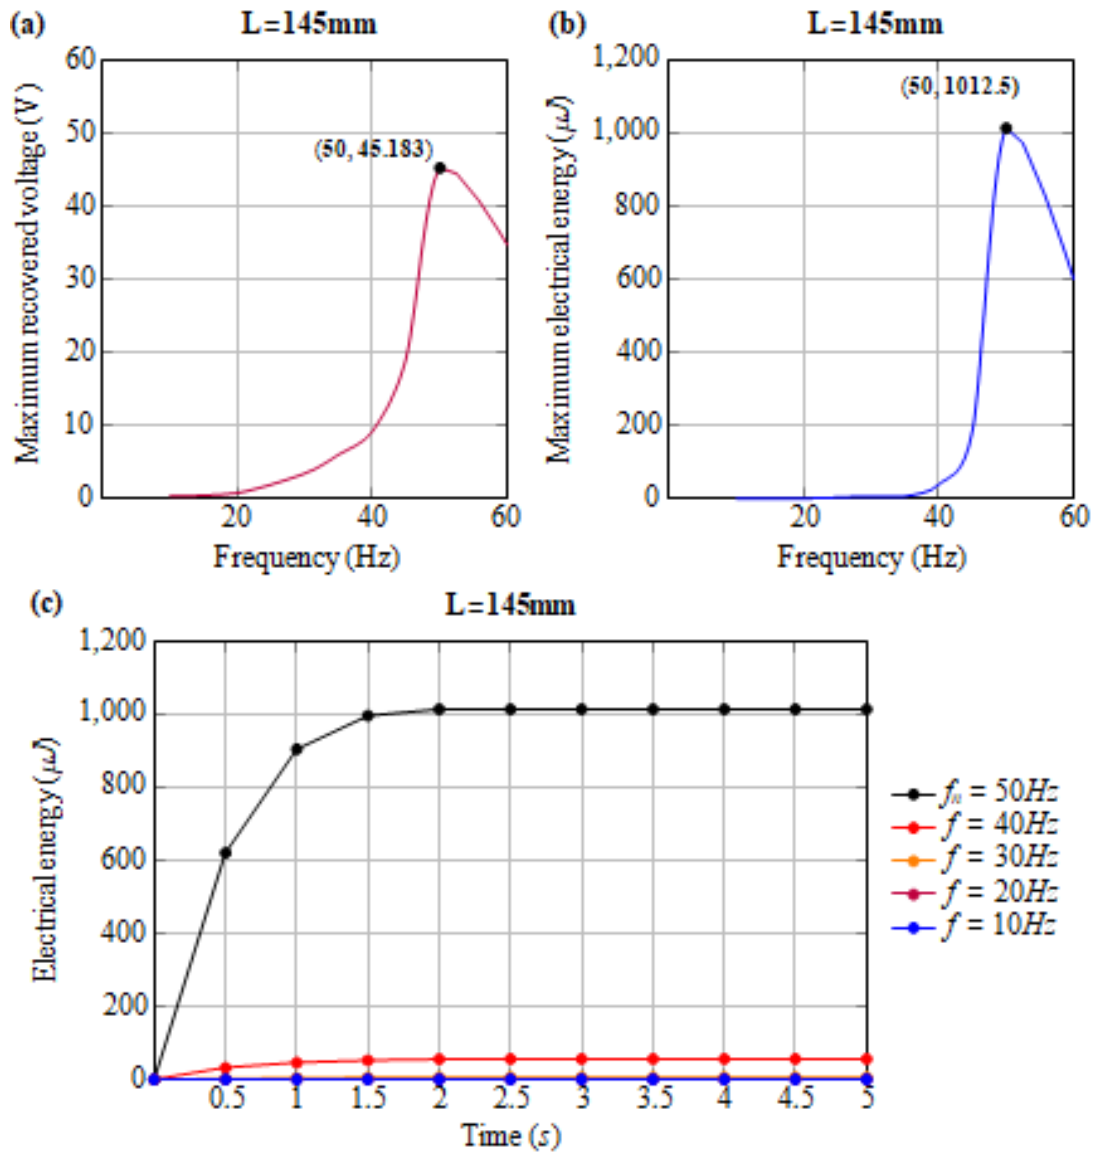 (a) L=145mm
Maximum recovered voltage (V)
60
50
40
30
20
10
0
(50, 45.183)
20 40 60
Frequency (Hz)
(b) L=145mm
Maximum electrical energy (μJ)
1,200
1,000
800
600
400
200
0
(50, 1012.5)
20 40 60
Frequency (Hz)
(c) L=145mm
Electrical energy (μJ)
1,200
1,000
800
600
400
200
0
0.5 1 1.5 2 2.5 3 3.5 4 4.5 5
Time (s)
fₙ = 50Hz
f = 40Hz
f = 30Hz
f = 20Hz
f = 10Hz